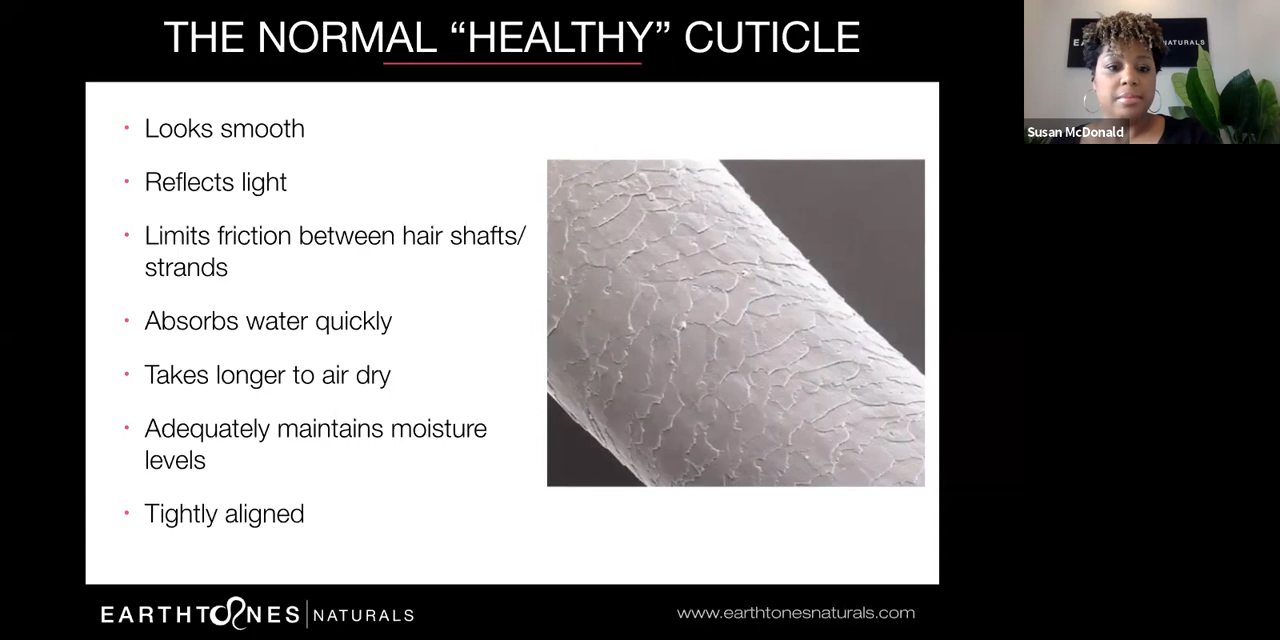 THE NORMAL “HEALTHY” CUTICLE
• Looks smooth
• Reflects light
• Limits friction between hair shafts/
strands
• Absorbs water quickly
• Takes longer to air dry
• Adequately maintains moisture
levels
• Tightly aligned
EARTHTONES | NATURALS
www.earthtonesnaturals.com
NATURALS
Susan McDonald